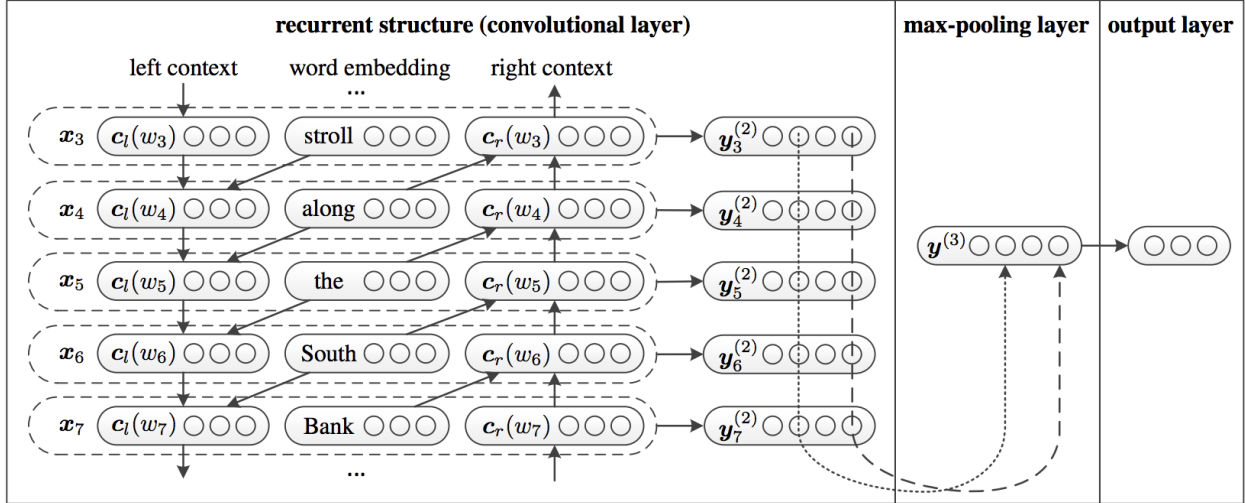 recurrent structure (convolutional layer) max-pooling layer output layer
left context word embedding right context
...
x₃ cₗ(w₃) stroll cᵣ(w₃) y₃⁽²⁾
x₄ cₗ(w₄) along cᵣ(w₄) y₄⁽²⁾
y⁽³⁾
x₅ cₗ(w₅) the cᵣ(w₅) y₅⁽²⁾
x₆ cₗ(w₆) South cᵣ(w₆) y₆⁽²⁾
x₇ cₗ(w₇) Bank cᵣ(w₇) y₇⁽²⁾
...